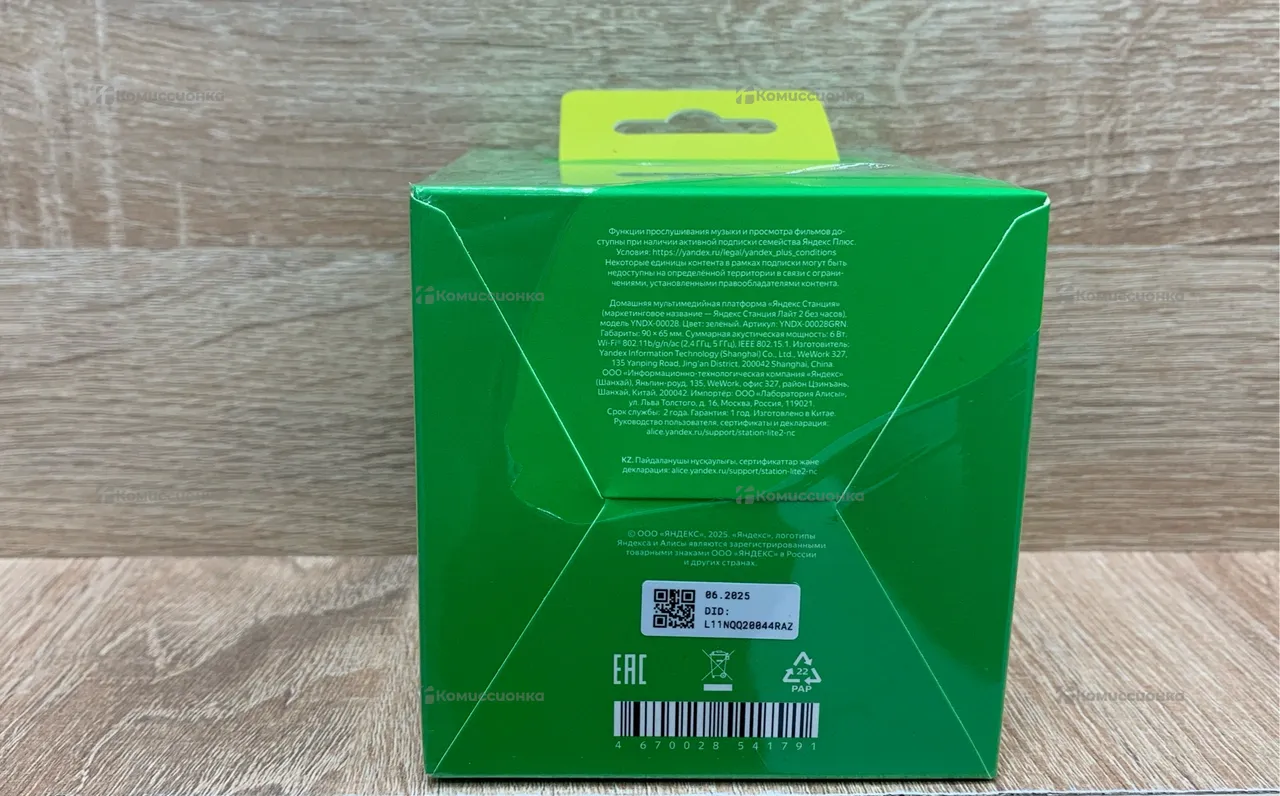 Комиссионка
Комиссионка
Функции прослушивания музыки и просмотра фильмов до-
ступны при наличии активной подписки семейства Яндекс Плюс.
Условия: https://yandex.ru/legal/yandex_plus_conditions
Некоторые единицы контента в рамках подписки могут быть
недоступны на определённой территории в связи с ограни-
чениями, установленными правообладателями контента.
Комиссионка
Комиссионка
Домашняя мультимедийная платформа «Яндекс Станция»
(маркетинговое название — Яндекс Станция Лайт 2 без часов),
модель YNDX-00028. Цвет: зелёный. Артикул: YNDX-00028GRN.
Габариты: 90 × 65 мм. Суммарная акустическая мощность: 6 Вт.
Wi-Fi® 802.11b/g/n/ac (2,4 ГГц, 5 ГГц), IEEE 802.15.1. Изготовитель:
Yandex Information Technology (Shanghai) Co., Ltd., WeWork 327,
135 Yanping Road, Jing'an District, 200042 Shanghai, China.
ООО «Информационно-технологическая компания «Яндекс»
(Шанхай), Яньпин-роуд, 135, WeWork, офис 327, район Цзинъань,
Шанхай, Китай, 200042. Импортёр: ООО «Лаборатория Алисы»,
ул. Льва Толстого, д. 16, Москва, Россия, 119021.
Срок службы: 2 года. Гарантия: 1 год. Изготовлено в Китае.
Руководство пользователя, сертификаты и декларация:
alice.yandex.ru/support/station-lite2-nc
KZ. Пайдаланушы нұсқаулығы, сертификаттар және
декларация: alice.yandex.ru/support/station-lite2-nc
Комиссионка
Комиссионка
© ООО «ЯНДЕКС», 2025. «Яндекс», логотипы
Яндекса и Алисы являются зарегистрированными
товарными знаками ООО «ЯНДЕКС» в России
и других странах.
06.2025
DID:
L11NQQ20044RAZ
EAC
22
PAP
Комиссионка
Комиссионка
4 670028 541791